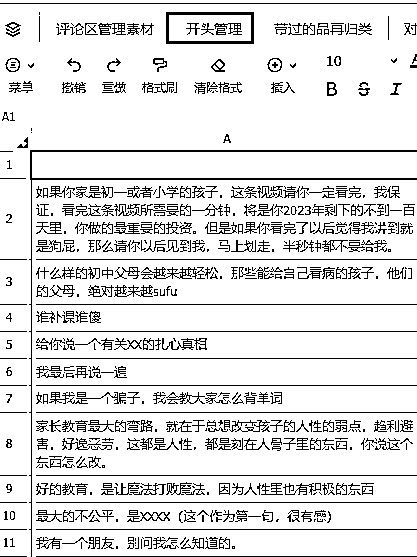 评论区管理素材 开头管理 带过的品再归类 对
菜单 撤销 重做 格式刷 清除格式 插入 10 B S I A
A1
A
1
2 如果你家是初一或者小学的孩子，这条视频请你一定看完，我保
证，看完这条视频所需要的一分钟，将是你2023年剩下的不到一百
天里，你做的最重要的投资。但是如果你看完了以后觉得我讲到就
是狗屁，那么请你以后见到我，马上划走，半秒钟都不要给我。
3 什么样的初中父母会越来越轻松，那些能给自己看病的孩子，他们
的父母，绝对越来越sufu
4 谁补课谁傻
5 给你说一个有关XX的扎心真相
6 我最后再说一遍
7 如果我是一个骗子，我会教大家怎么背单词
8 家长教育最大的弯路，就在于总想改变孩子的人性的弱点，趋利避
害，好逸恶劳，这都是人性，都是刻在人骨子里的东西，你说这个
东西怎么改。
9 好的教育，是让魔法打败魔法，因为人性里也有积极的东西
10 最大的不公平，是XXXX（这个作为第一句，很有感）
11 我有一个朋友，别问我怎么知道的。